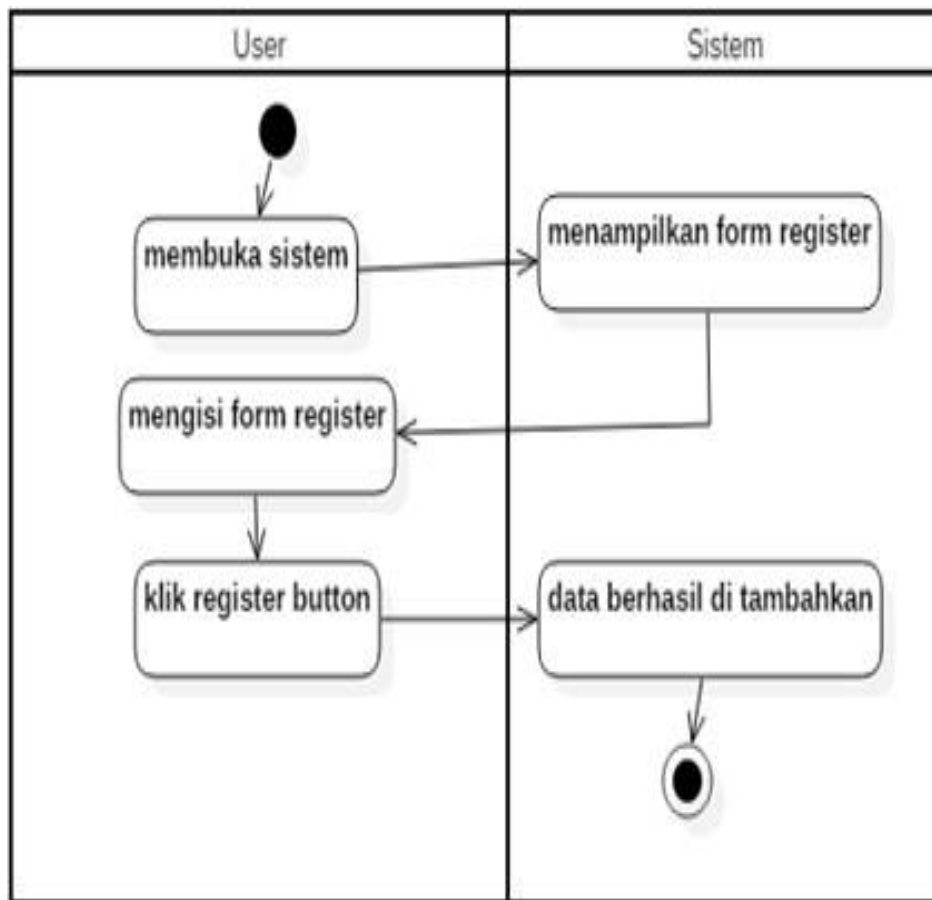 User
Sistem
membuka sistem
menampilkan form register
mengisi form register
klik register button
data berhasil di tambahkan